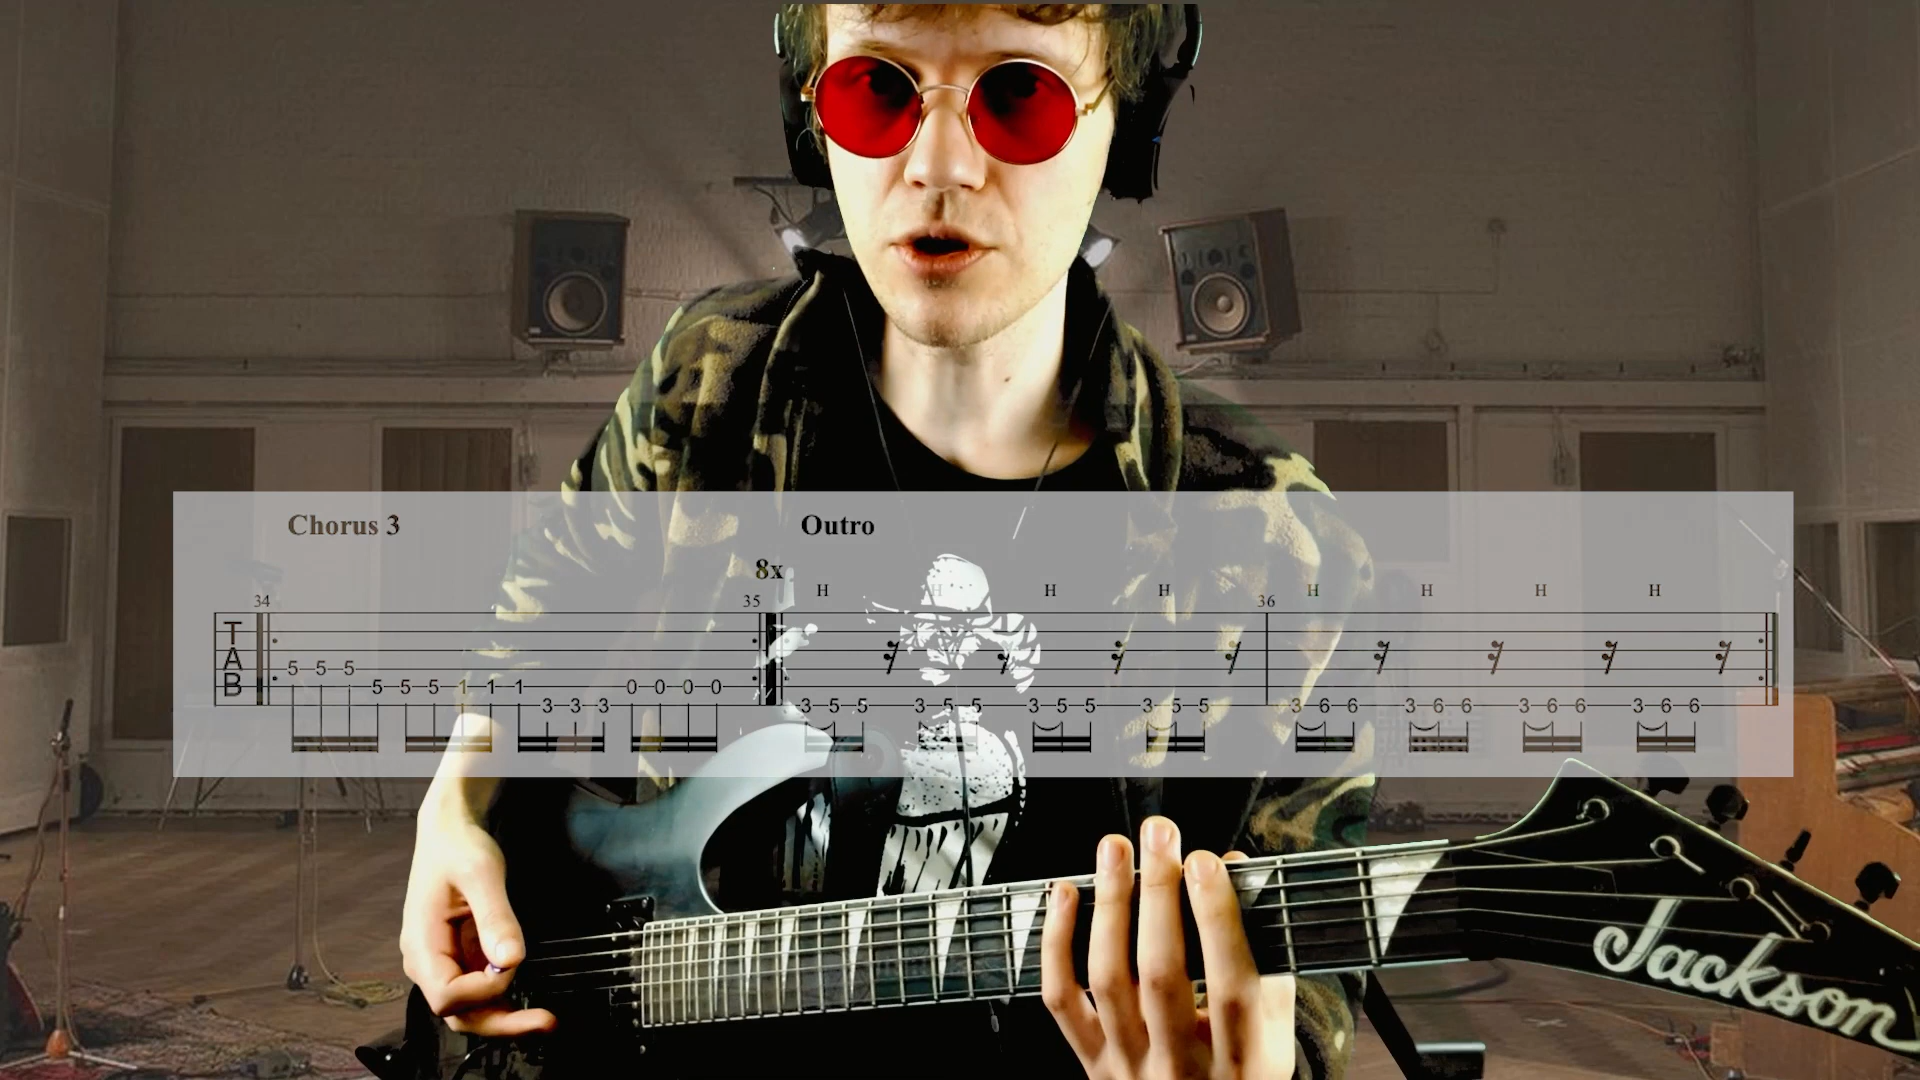 Chorus 3
Outro
8x
H H H H H H H H
34 35 36
T
A
B
5 5 5
5 5 5 1 1 1 0 0 0 0
3 3 3 3 5 5 3 5 5 3 5 5 3 5 5 3 6 6 3 6 6 3 6 6 3 6 6
Jackson